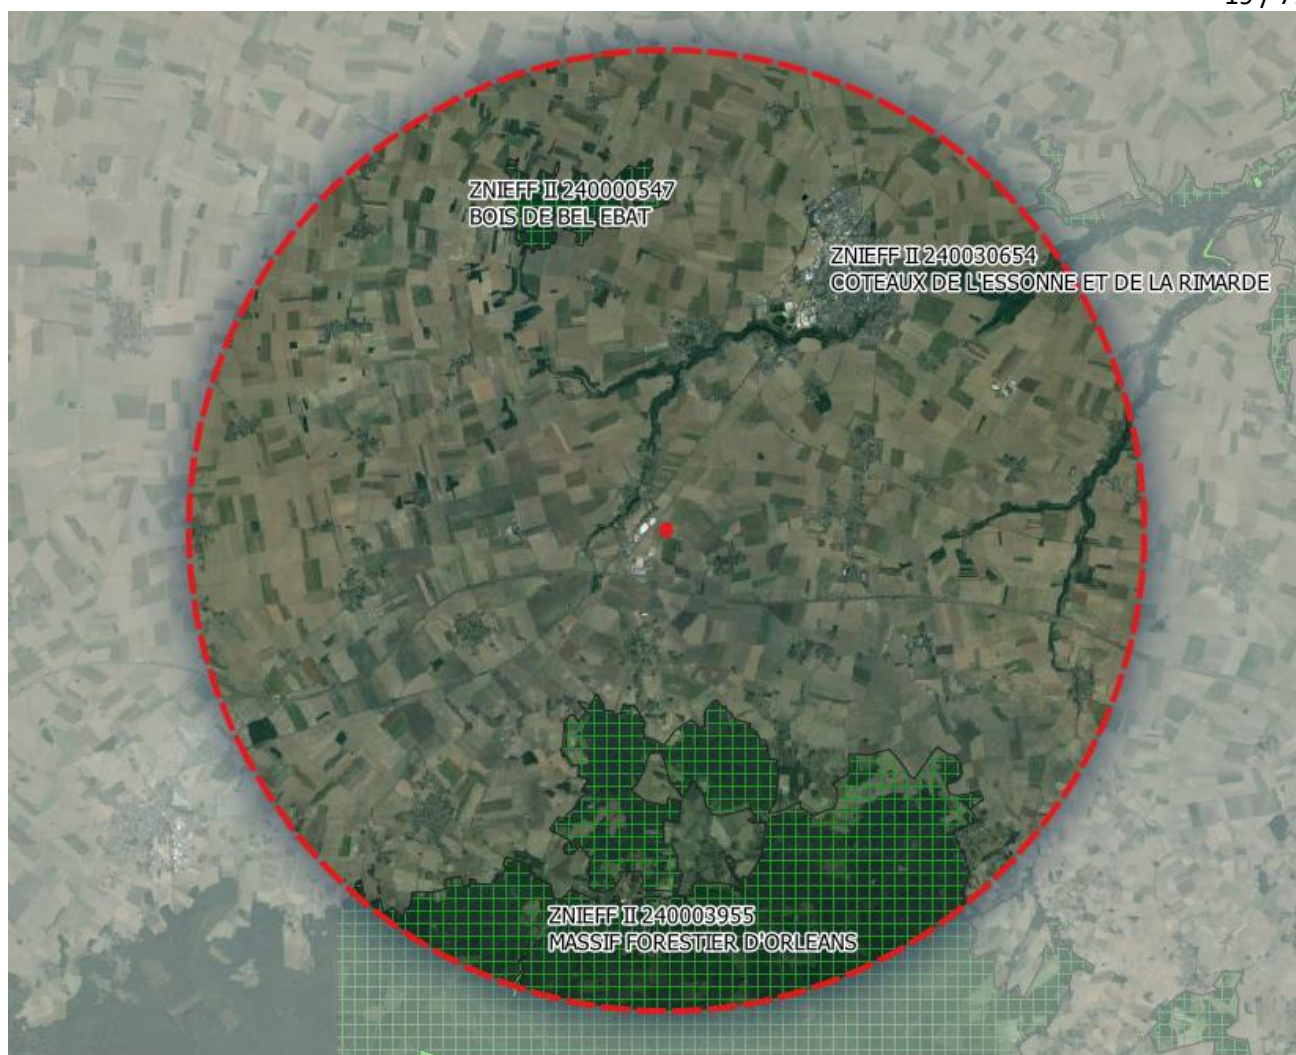 ZNIEFF II 240000547
BOIS DE BEL EBAT
ZNIEFF II 240030654
COTEAUX DE L'ESSONNE ET DE LA RIMARDE
ZNIEFF II 240003955
MASSIF FORESTIER D'ORLEANS